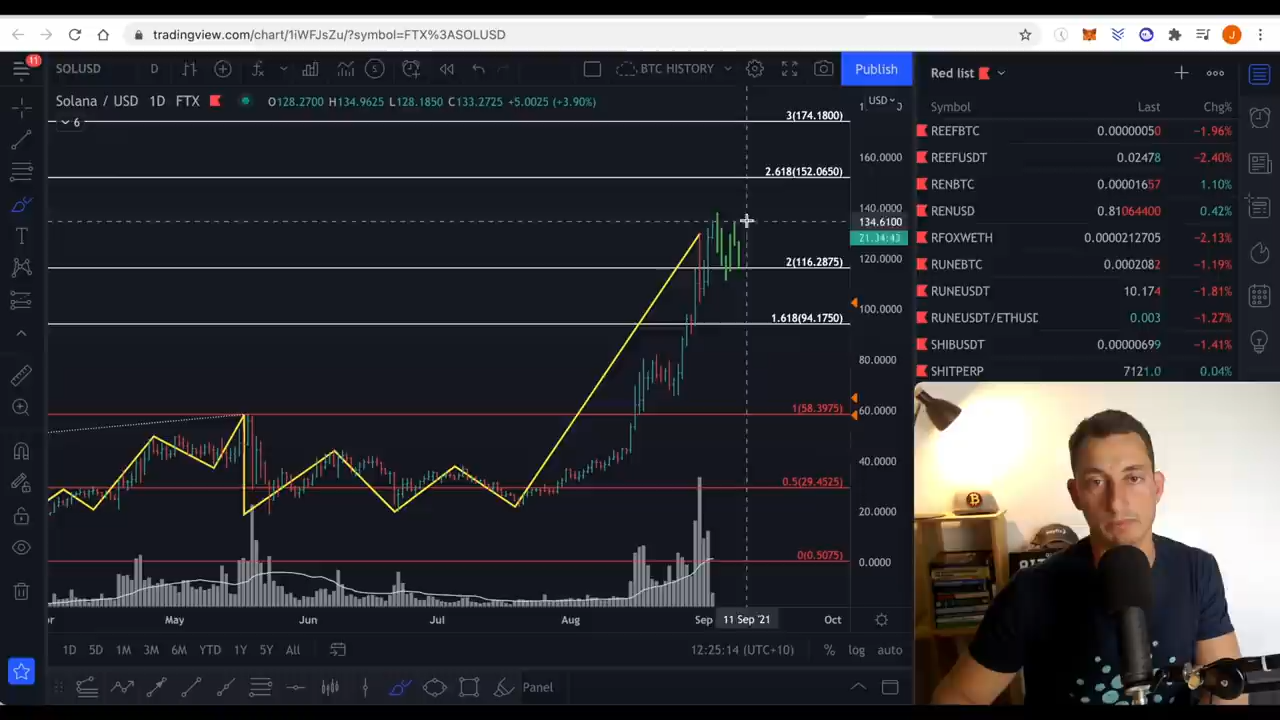 tradingview.com/chart/1iWFJsZu/?symbol=FTX%3ASOLUSD
J
11
SOLUSD
D
BTC HISTORY
Publish
Red list
Solana / USD 1D FTX O128.2700 H134.9625 L128.1850 C133.2725 +5.0025 (+3.90%)
USD
6
Symbol Last Chg%
REEFBTC 0.00000050 −1.96%
REEFUSDT 0.02478 −2.40%
RENBTC 0.00001657 1.10%
RENUSD 0.81064400 0.42%
RFOXWETH 0.0000212705 −2.13%
RUNEBTC 0.0002082 −1.19%
RUNEUSDT 10.174 −1.81%
RUNEUSDT/ETHUSD 0.003 −1.27%
SHIBUSDT 0.00000699 −1.41%
SHITPERP 7121.0 0.04%
3(174.1800)
2.618(152.0650)
2(116.2875)
1.618(94.1750)
1(58.3975)
0.5(29.4525)
0(0.5075)
160.0000
140.0000
134.6100
120.0000
100.0000
80.0000
60.0000
40.0000
20.0000
0.0000
May Jun Jul Aug Sep 11 Sep '21 Oct
1D 5D 1M 3M 6M YTD 1Y 5Y All
12:25:14 (UTC+10) % log auto
Panel